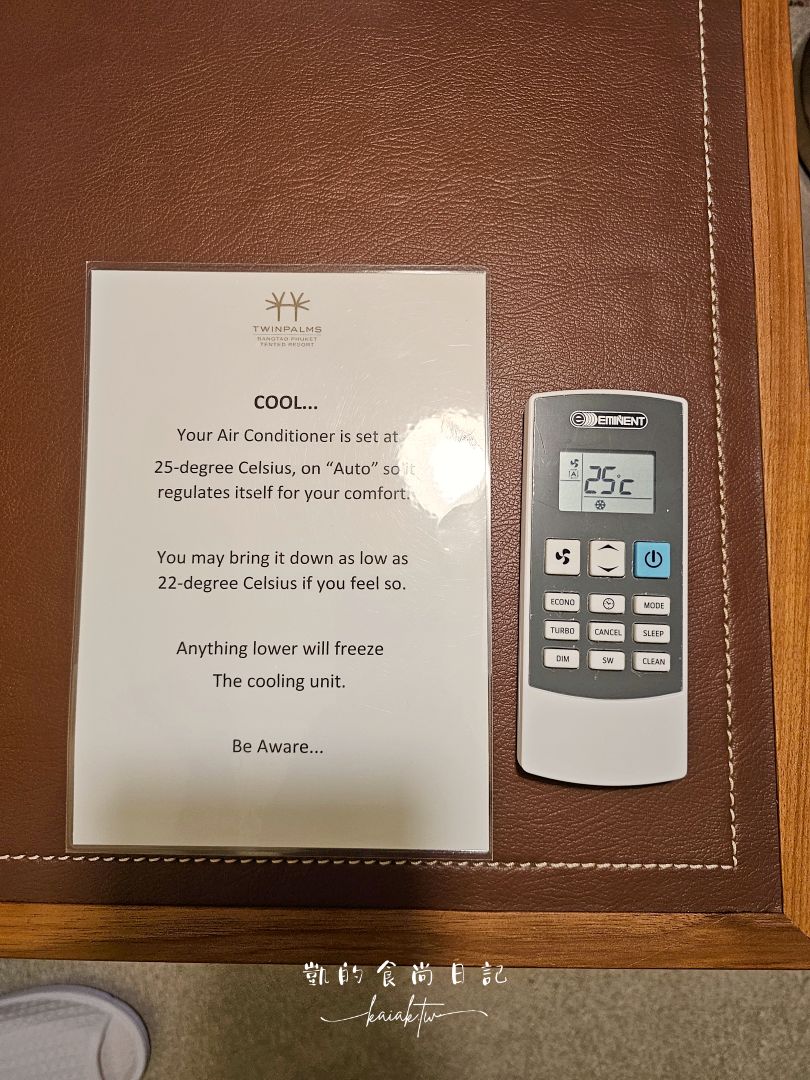 TWINPALMS
BANGTAO PHUKET
TENTED RESORT
COOL...
Your Air Conditioner is set at
25-degree Celsius, on “Auto” so it
regulates itself for your comfort.
You may bring it down as low as
22-degree Celsius if you feel so.
Anything lower will freeze
The cooling unit.
Be Aware...
e EMINENT
A
25°c
ECONO
MODE
TURBO CANCEL SLEEP
DIM SW CLEAN
凱的食尚日記
kaiak.tw